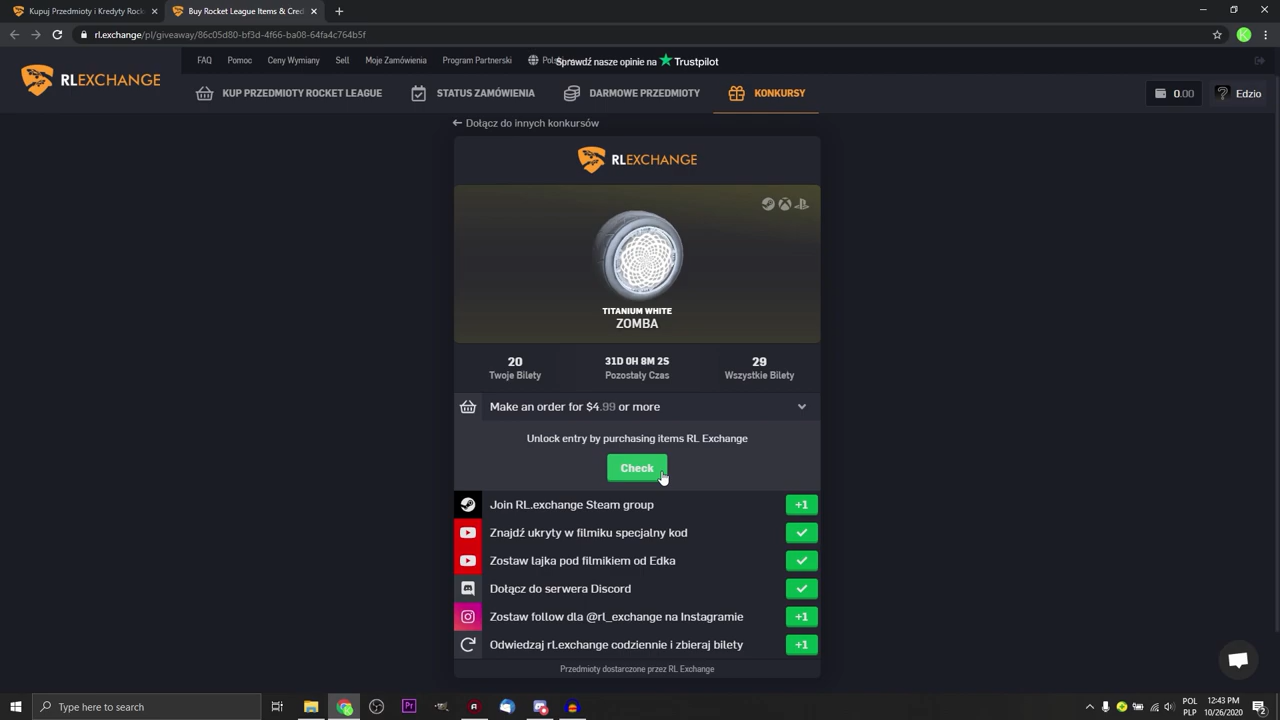 Kupuj Przedmioty i Kredyty Rock
Buy Rocket League Items & Cred
rl.exchange/pl/giveaway/86c05d80-bf3d-4f66-ba08-64fa4c764b5f
K
FAQ Pomoc Ceny Wymiany Sell Moje Zamówienia Program Partnerski
Sprawdź nasze opinie na Trustpilot
RLEXCHANGE
KUP PRZEDMIOTY ROCKET LEAGUE STATUS ZAMÓWIENIA DARMOWE PRZEDMIOTY KONKURSY 0.00 Edzio
Dołącz do innych konkursów
RLEXCHANGE
TITANIUM WHITE
ZOMBA
20 31D 0H 8M 2S 29
Twoje Bilety Pozostały Czas Wszystkie Bilety
Make an order for $4.99 or more
Unlock entry by purchasing items RL Exchange
Check
Join RL.exchange Steam group +1
Znajdź ukryty w filmiku specjalny kod
Zostaw lajka pod filmikiem od Edka
Dołącz do serwera Discord
Zostaw follow dla @rl_exchange na Instagramie +1
Odwiedzaj rl.exchange codziennie i zbieraj bilety +1
Przedmioty dostarczone przez RL Exchange
Type here to search
Pr
POL
PLP
12:43 PM
10/26/2020